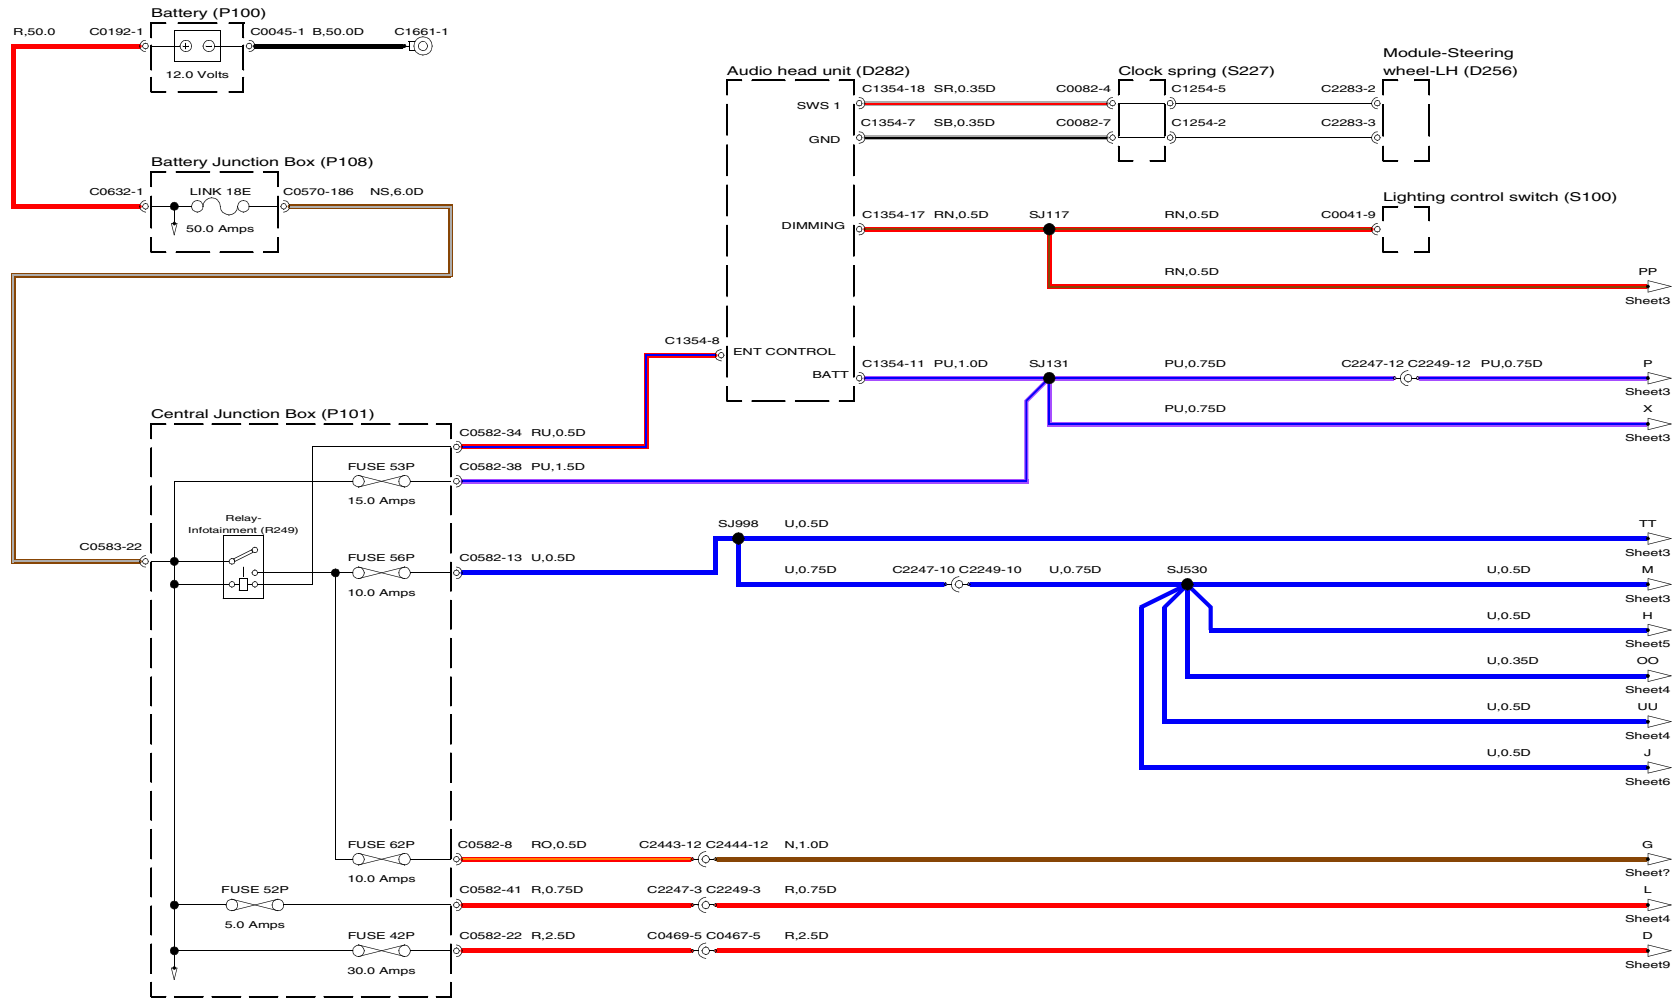 Battery (P100)
R,50.0 C0192-1 C0045-1 B,50.0D C1661-1
12.0 Volts
Battery Junction Box (P108)
C0632-1 LINK 18E C0570-186 NS,6.0D
50.0 Amps
Audio head unit (D282)
Clock spring (S227)
Module-Steering
wheel-LH (D256)
SWS 1 C1354-18 SR,0.35D C0082-4 C1254-5 C2283-2
GND C1354-7 SB,0.35D C0082-7 C1254-2 C2283-3
Lighting control switch (S100)
DIMMING C1354-17 RN,0.5D SJ117 RN,0.5D C0041-9
RN,0.5D PP
Sheet3
C1354-8 ENT CONTROL
BATT C1354-11 PU,1.0D SJ131 PU,0.75D C2247-12 C2249-12 PU,0.75D P
Sheet3
PU,0.75D X
Sheet3
Central Junction Box (P101)
C0582-34 RU,0.5D
FUSE 53P C0582-38 PU,1.5D
15.0 Amps
Relay-
Infotainment (R249)
C0583-22
SJ998 U,0.5D TT
Sheet3
FUSE 56P C0582-13 U,0.5D
10.0 Amps
U,0.75D C2247-10 C2249-10 U,0.75D SJ530 U,0.5D M
Sheet3
U,0.5D H
Sheet5
U,0.35D OO
Sheet4
U,0.5D UU
Sheet4
U,0.5D J
Sheet6
FUSE 62P C0582-8 RO,0.5D C2443-12 C2444-12 N,1.0D G
10.0 Amps Sheet?
FUSE 52P C0582-41 R,0.75D C2247-3 C2249-3 R,0.75D L
5.0 Amps Sheet4
FUSE 42P C0582-22 R,2.5D C0469-5 C0467-5 R,2.5D D
30.0 Amps Sheet9